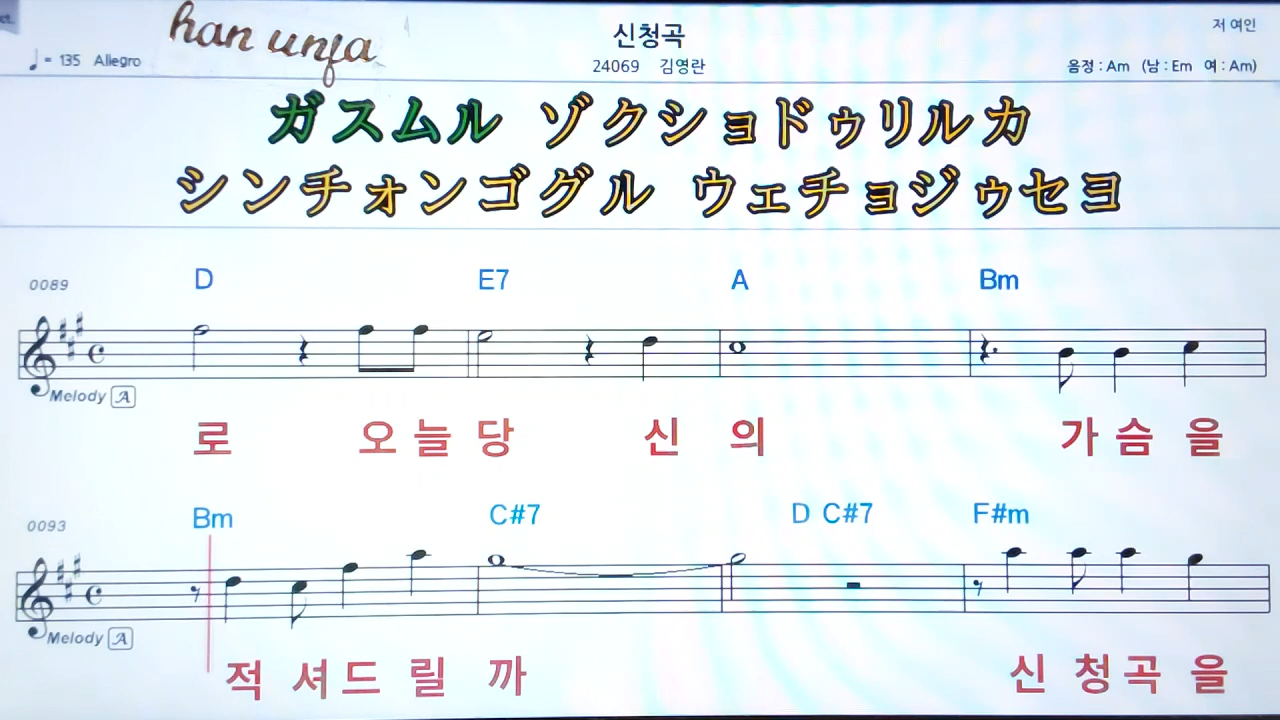 han unja
신청곡
저 여인
♩= 135 Allegro
24069 김영란
음정 : Am (남 : Em 여 : Am)
ガスムル ゾクショドゥリルカ
シンチォンゴグル ウェチョジゥセヨ
0089 D E7 A Bm
Melody A
로 오늘당 신 의 가슴을
0093 Bm C#7 D C#7 F#m
Melody A
적 셔드 릴 까 신 청곡 을